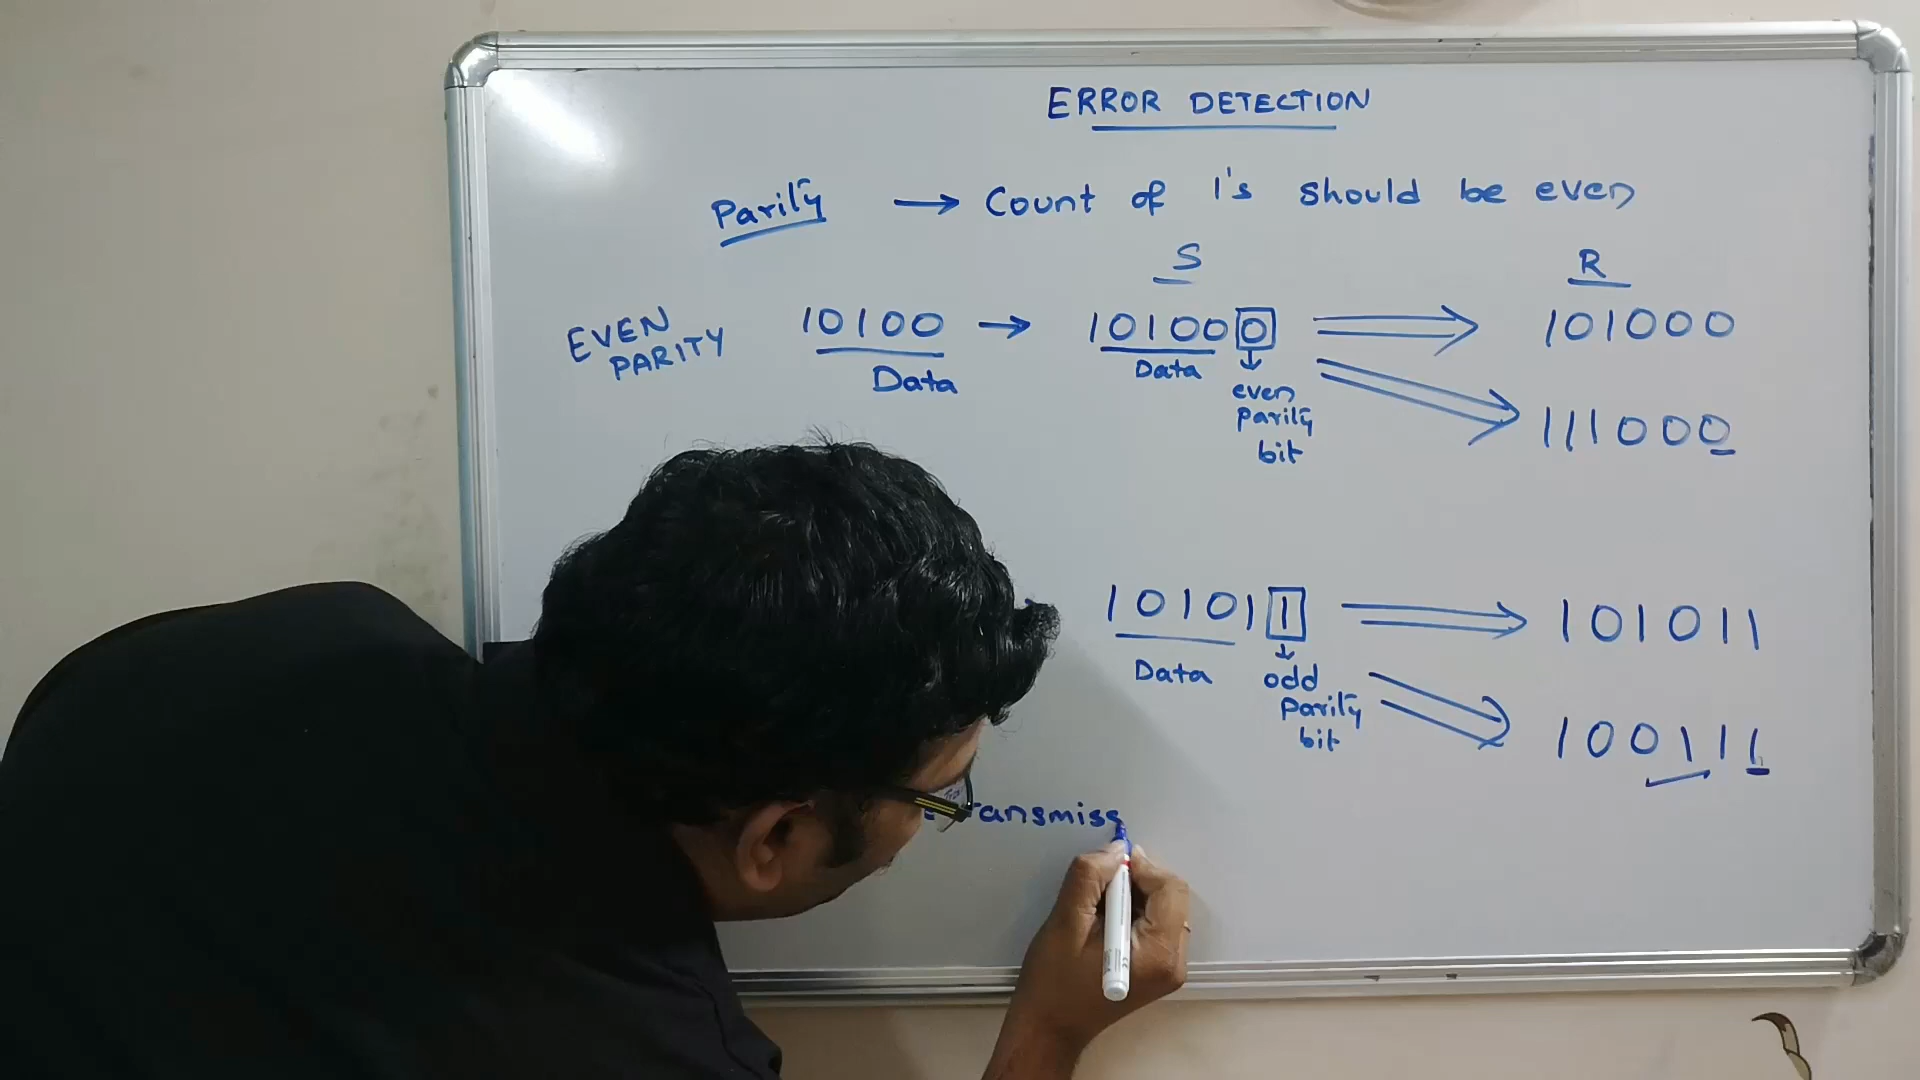 ERROR DETECTION
Parity → Count of 1's should be even
S R
EVEN PARITY 10100 → 101000 101000
Data Data even parity bit
111000
101011 101011
Data odd parity bit
100111
ansmiss